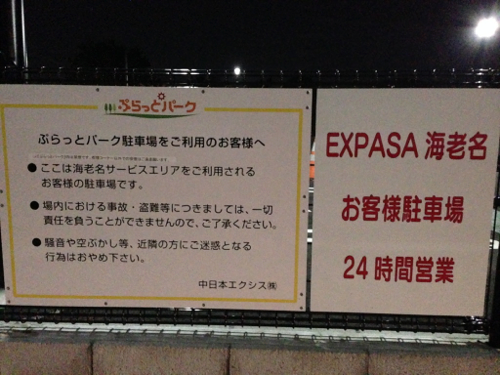 ぷらっとパーク
ぷらっとパーク駐車場をご利用のお客様へ
●ここは海老名サービスエリアをご利用される
お客様の駐車場です。
●場内における事故・盗難等につきましては、一切
責任を負うことができませんので、ご了承ください。
●騒音や空ぶかし等、近隣の方にご迷惑となる
行為はおやめ下さい。
中日本エクシス㈱
EXPASA 海老名
お客様駐車場
24時間営業